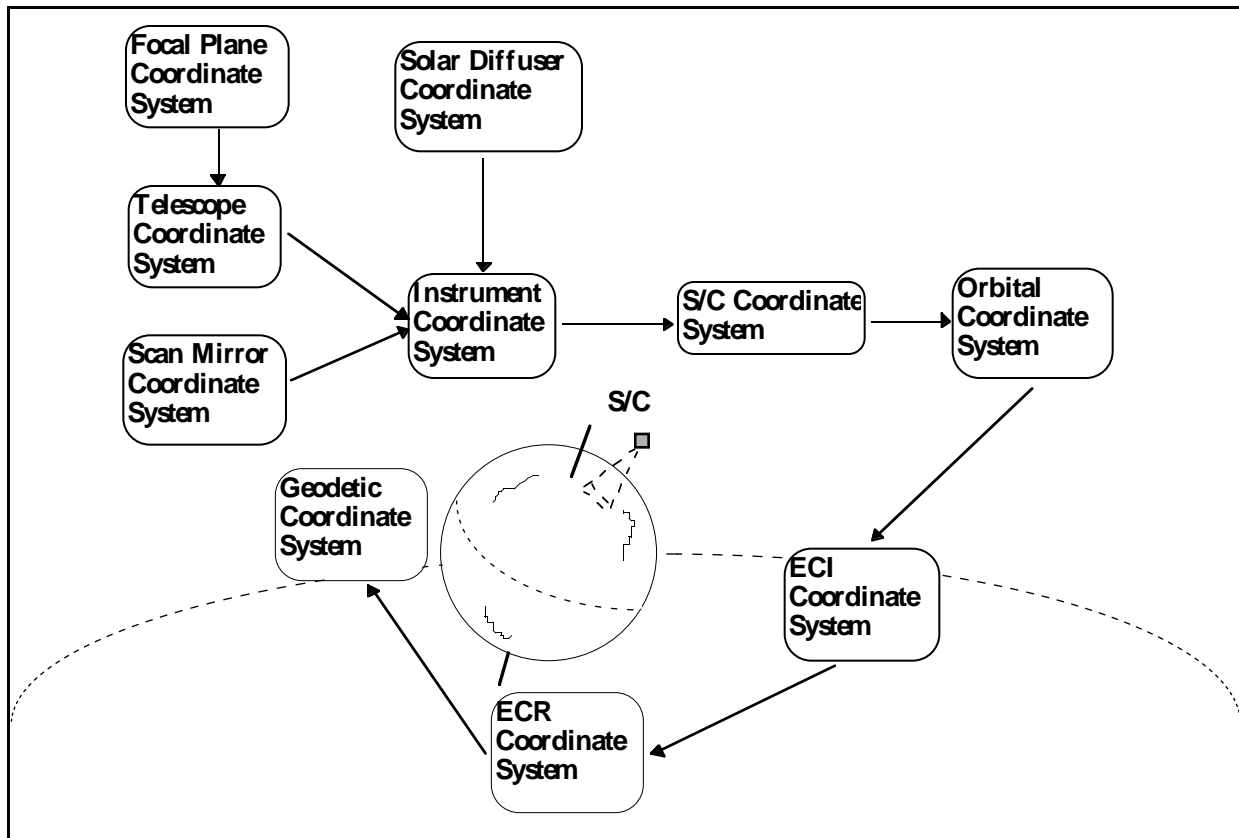 Focal Plane
Coordinate
System
Solar Diffuser
Coordinate
System
Telescope
Coordinate
System
Instrument
Coordinate
System
S/C Coordinate
System
Orbital
Coordinate
System
Scan Mirror
Coordinate
System
S/C
Geodetic
Coordinate
System
ECI
Coordinate
System
ECR
Coordinate
System